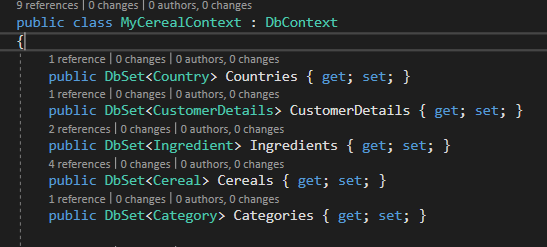 9 references | 0 changes | 0 authors, 0 changes
public class MyCerealContext : DbContext
{
1 reference | 0 changes | 0 authors, 0 changes
public DbSet<Country> Countries { get; set; }
1 reference | 0 changes | 0 authors, 0 changes
public DbSet<CustomerDetails> CustomerDetails { get; set; }
2 references | 0 changes | 0 authors, 0 changes
public DbSet<Ingredient> Ingredients { get; set; }
4 references | 0 changes | 0 authors, 0 changes
public DbSet<Cereal> Cereals { get; set; }
1 reference | 0 changes | 0 authors, 0 changes
public DbSet<Category> Categories { get; set; }